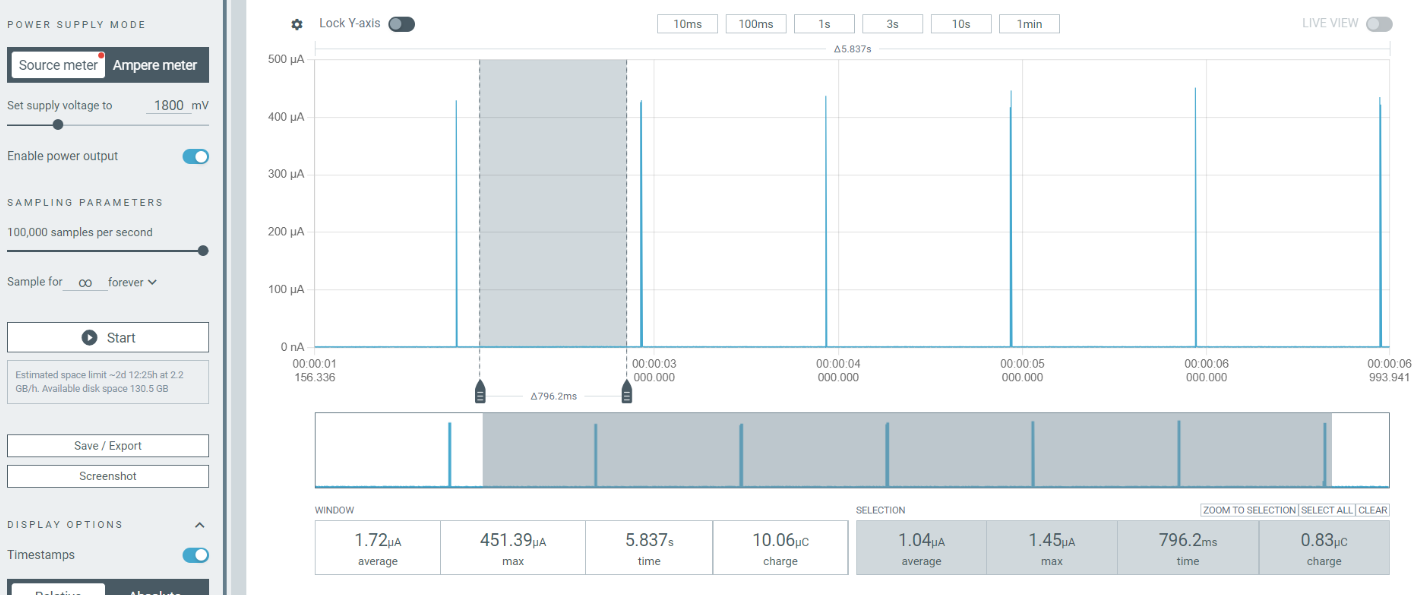 POWER SUPPLY MODE
Source meter Ampere meter
Set supply voltage to 1800 mV
Enable power output
SAMPLING PARAMETERS
100,000 samples per second
Sample for ∞ forever
Start
Estimated space limit ~2d 12:25h at 2.2
GB/h. Available disk space 130.5 GB
Save / Export
Screenshot
DISPLAY OPTIONS
Timestamps
Relative Absolute
Lock Y-axis 10ms 100ms 1s 3s 10s 1min LIVE VIEW
Δ5.837s
500 µA
400 µA
300 µA
200 µA
100 µA
0 nA
00:00:01 00:00:03 00:00:04 00:00:05 00:00:06 00:00:06
156.336 000.000 000.000 000.000 000.000 993.941
Δ796.2ms
WINDOW SELECTION ZOOM TO SELECTION SELECT ALL CLEAR
1.72µA 451.39µA 5.837s 10.06µC 1.04µA 1.45µA 796.2ms 0.83µC
average max time charge average max time charge